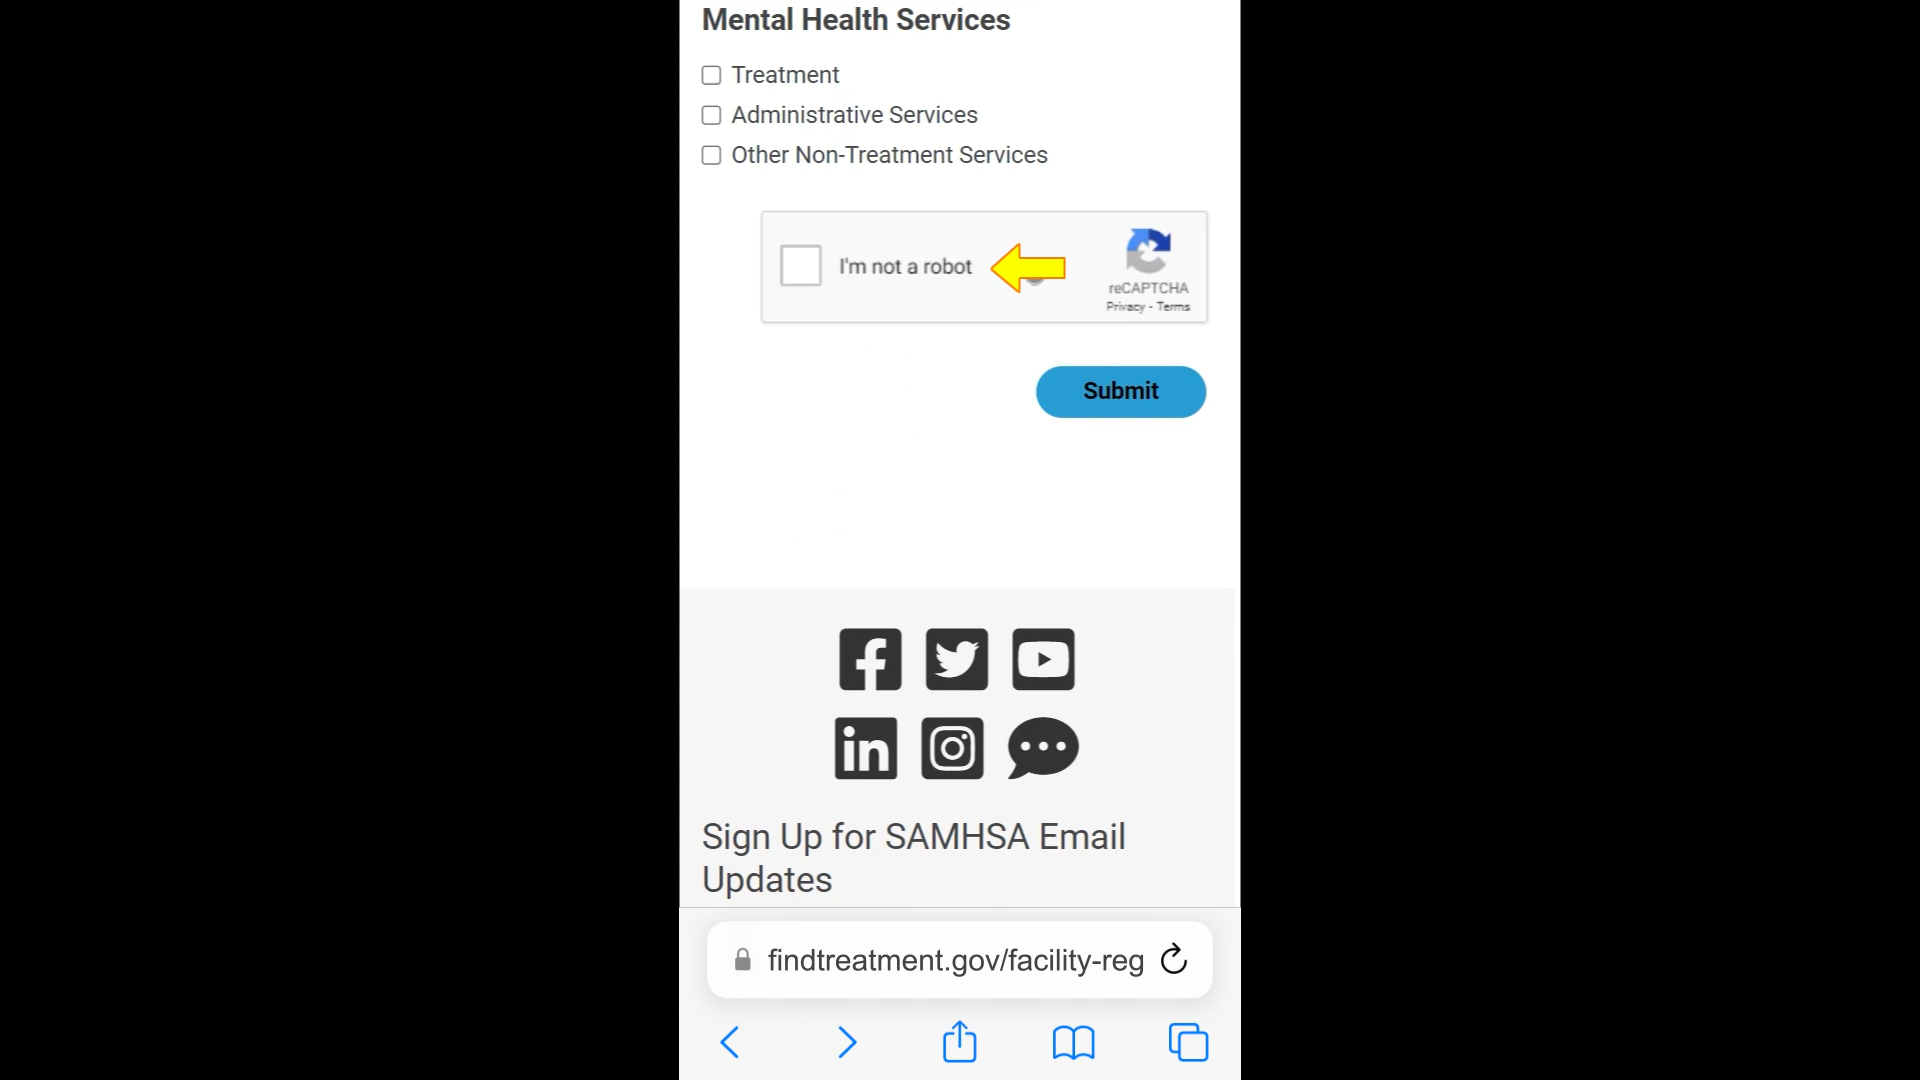 Mental Health Services
Treatment
Administrative Services
Other Non-Treatment Services
I'm not a robot
reCAPTCHA
Privacy - Terms
Submit
Sign Up for SAMHSA Email
Updates
findtreatment.gov/facility-reg